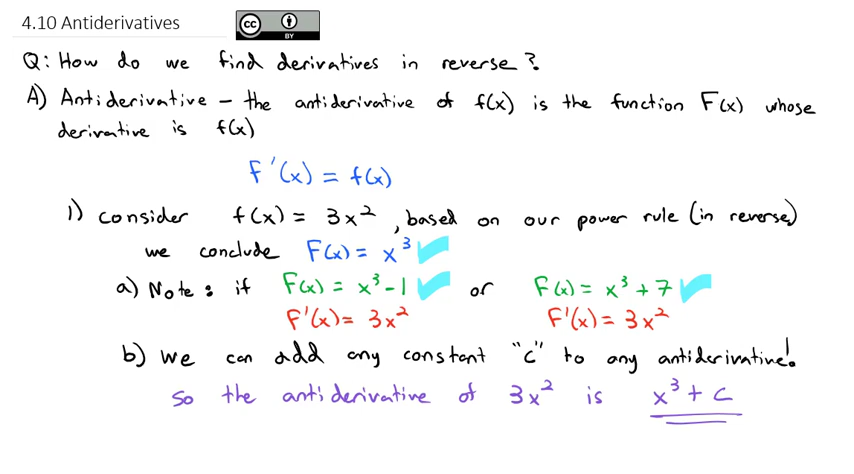 4.10 Antiderivatives
cc BY
Q: How do we find derivatives in reverse?
A) Antiderivative – the antiderivative of f(x) is the function F(x) whose
derivative is f(x)
F'(x) = f(x)
1) consider f(x) = 3x², based on our power rule (in reverse)
we conclude F(x) = x³
a) Note: if F(x) = x³ - 1 or F(x) = x³ + 7
F'(x) = 3x² F'(x) = 3x²
b) we can add any constant "c" to any antiderivative!
So the antiderivative of 3x² is x³ + c